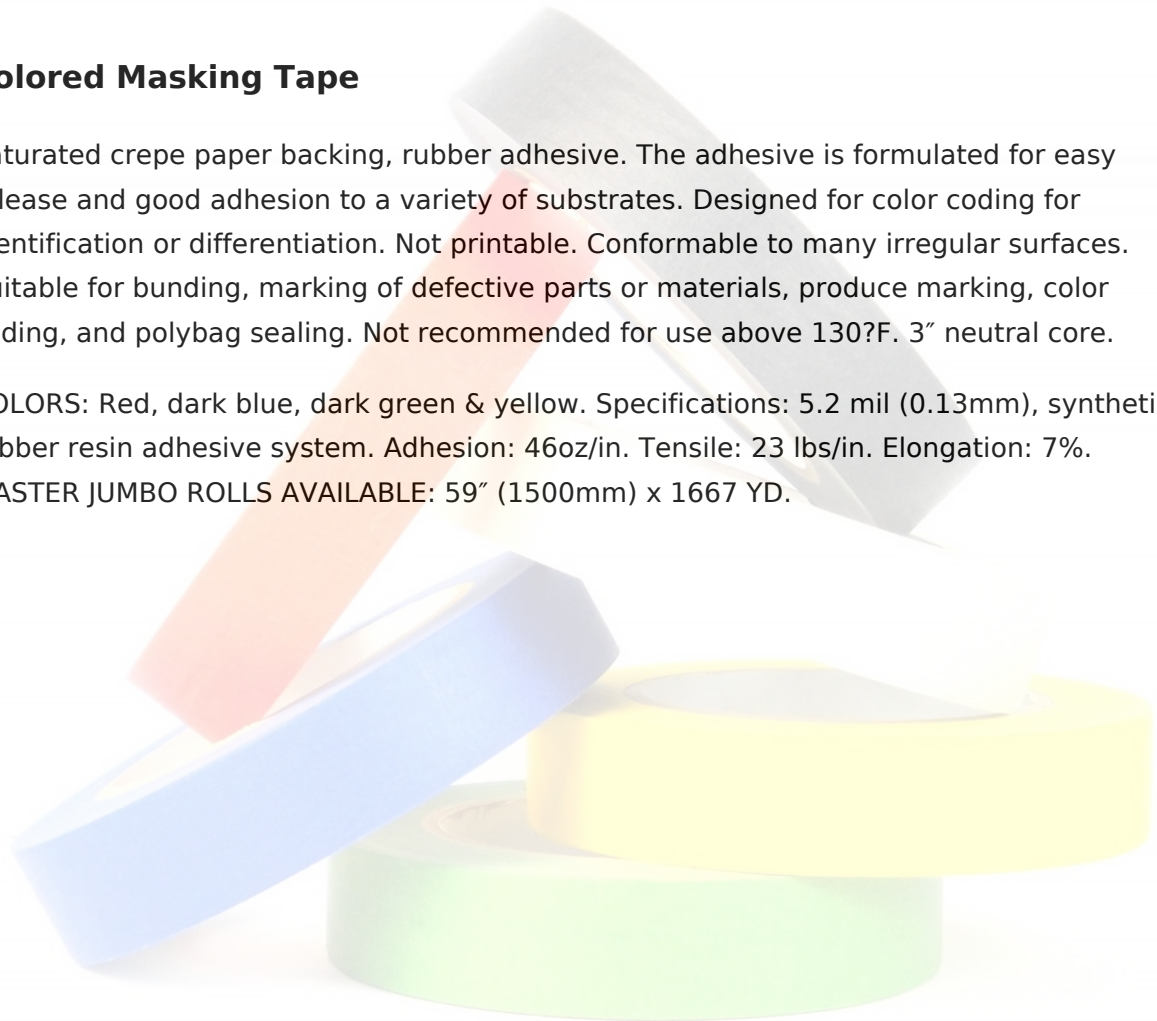 olored Masking Tape
turated crepe paper backing, rubber adhesive. The adhesive is formulated for easy
lease and good adhesion to a variety of substrates. Designed for color coding for
entification or differentiation. Not printable. Conformable to many irregular surfaces.
itable for bunding, marking of defective parts or materials, produce marking, color
ding, and polybag sealing. Not recommended for use above 130?F. 3″ neutral core.
OLORS: Red, dark blue, dark green & yellow. Specifications: 5.2 mil (0.13mm), syntheti
bber resin adhesive system. Adhesion: 46oz/in. Tensile: 23 lbs/in. Elongation: 7%.
ASTER JUMBO ROLLS AVAILABLE: 59″ (1500mm) x 1667 YD.